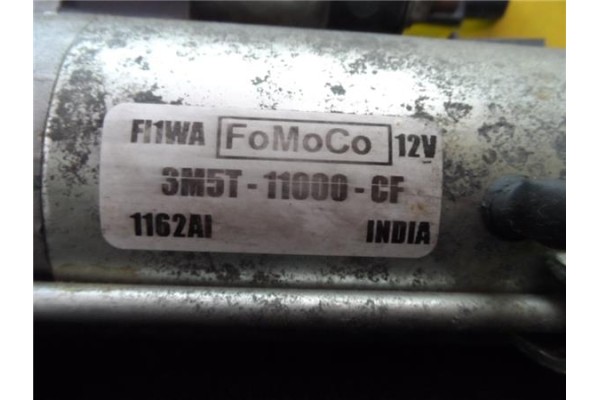 FI1WA FoMoCo 12V
3M5T-11000-CF
1162AI INDIA